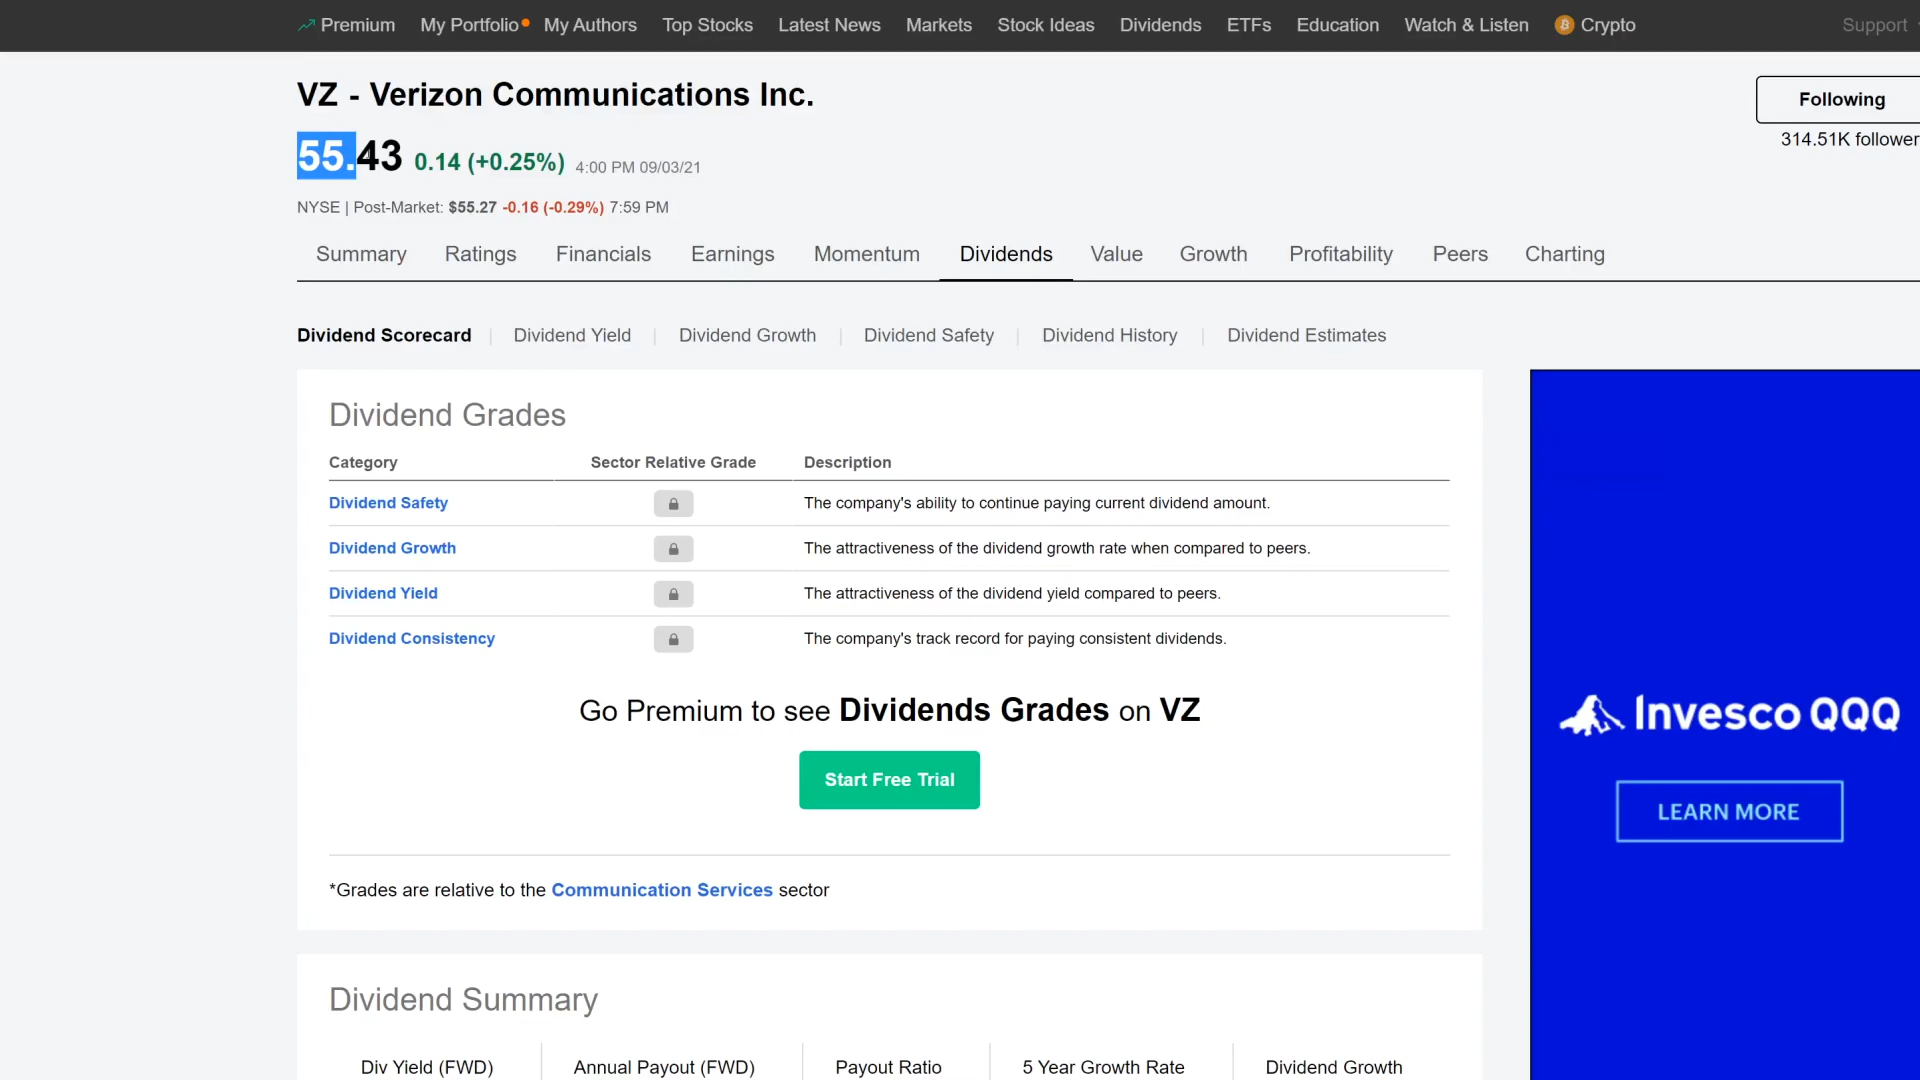 Premium My Portfolio My Authors Top Stocks Latest News Markets Stock Ideas Dividends ETFs Education Watch & Listen Crypto Support
VZ - Verizon Communications Inc.
Following
314.51K follower
55.43 0.14 (+0.25%) 4:00 PM 09/03/21
NYSE | Post-Market: $55.27 -0.16 (-0.29%) 7:59 PM
Summary Ratings Financials Earnings Momentum Dividends Value Growth Profitability Peers Charting
Dividend Scorecard | Dividend Yield | Dividend Growth | Dividend Safety | Dividend History | Dividend Estimates
Dividend Grades
Category Sector Relative Grade Description
Dividend Safety The company's ability to continue paying current dividend amount.
Dividend Growth The attractiveness of the dividend growth rate when compared to peers.
Dividend Yield The attractiveness of the dividend yield compared to peers.
Dividend Consistency The company's track record for paying consistent dividends.
Go Premium to see Dividends Grades on VZ
Start Free Trial
*Grades are relative to the Communication Services sector
Invesco QQQ
LEARN MORE
Dividend Summary
Div Yield (FWD) Annual Payout (FWD) Payout Ratio 5 Year Growth Rate Dividend Growth